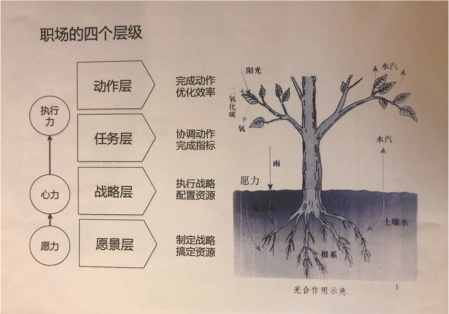 职场的四个层级
动作层
完成动作
优化效率
执行
力
任务层
协调动作
完成指标
心力
战略层
执行战略
配置资源
愿力
愿景层
制定战略
搞定资源
阳光
水汽
二氧化碳
氧
水汽
雨
愿力
土壤水
根系
光合作用示意
1